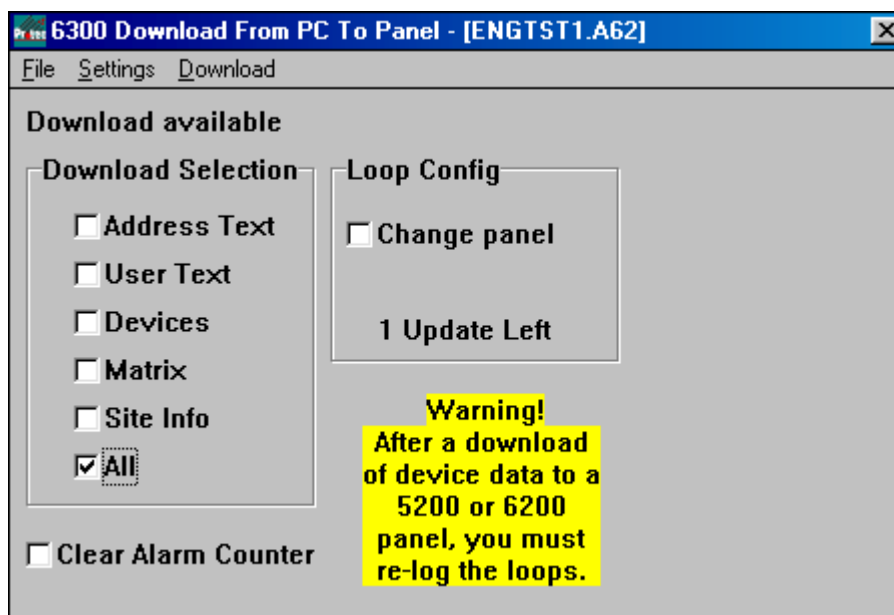 Protec 6300 Download From PC To Panel - [ENGTST1.A62]
File Settings Download
Download available
Download Selection
Address Text
User Text
Devices
Matrix
Site Info
All
Clear Alarm Counter
Loop Config
Change panel
1 Update Left
Warning!
After a download
of device data to a
5200 or 6200
panel, you must
re-log the loops.